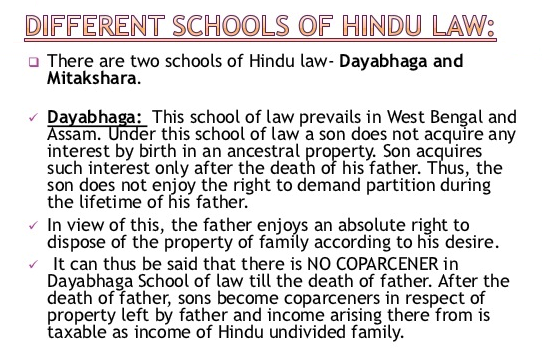 DIFFERENT SCHOOLS OF HINDU LAW:
There are two schools of Hindu law- Dayabhaga and
Mitakshara.
Dayabhaga: This school of law prevails in West Bengal and
Assam. Under this school of law a son does not acquire any
interest by birth in an ancestral property. Son acquires
such interest only after the death of his father. Thus, the
son does not enjoy the right to demand partition during
the lifetime of his father.
In view of this, the father enjoys an absolute right to
dispose of the property of family according to his desire.
It can thus be said that there is NO COPARCENER in
Dayabhaga School of law till the death of father. After the
death of father, sons become coparceners in respect of
property left by father and income arising there from is
taxable as income of Hindu undivided family.